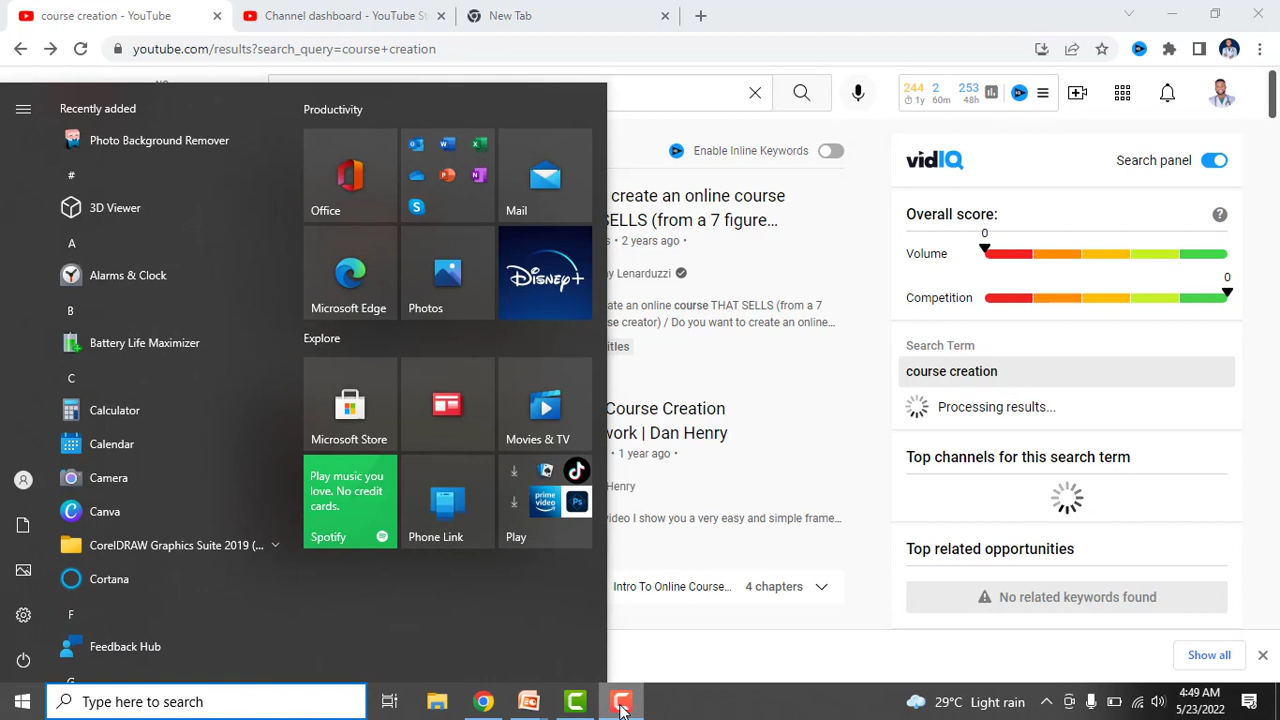 course creation - YouTube
Channel dashboard - YouTube S
New Tab
youtube.com/results?search_query=course+creation
244
1y
2
60m
253
48h
Recently added
Photo Background Remover
#
3D Viewer
A
Alarms & Clock
B
Battery Life Maximizer
C
Calculator
Calendar
Camera
Canva
CorelDRAW Graphics Suite 2019 (...
Cortana
F
Feedback Hub
Productivity
Office
Mail
Microsoft Edge
Photos
Disney+
Explore
Microsoft Store
Movies & TV
Play music you
love. No credit
cards.
Spotify
Phone Link
prime video
Ps
Play
Enable Inline Keywords
create an online course
SELLS (from a 7 figure...
2 years ago •
y Lenarduzzi
ate an online course THAT SELLS (from a 7
e creator) / Do you want to create an online...
itles
Course Creation
work | Dan Henry
1 year ago •
Henry
video I show you a very easy and simple frame...
Intro To Online Course...
4 chapters
vidIQ
Search panel
Overall score:
0
Volume
0
Competition
Search Term
course creation
Processing results...
Top channels for this search term
Top related opportunities
No related keywords found
Show all
Type here to search
29°C Light rain
4:49 AM
5/23/2022